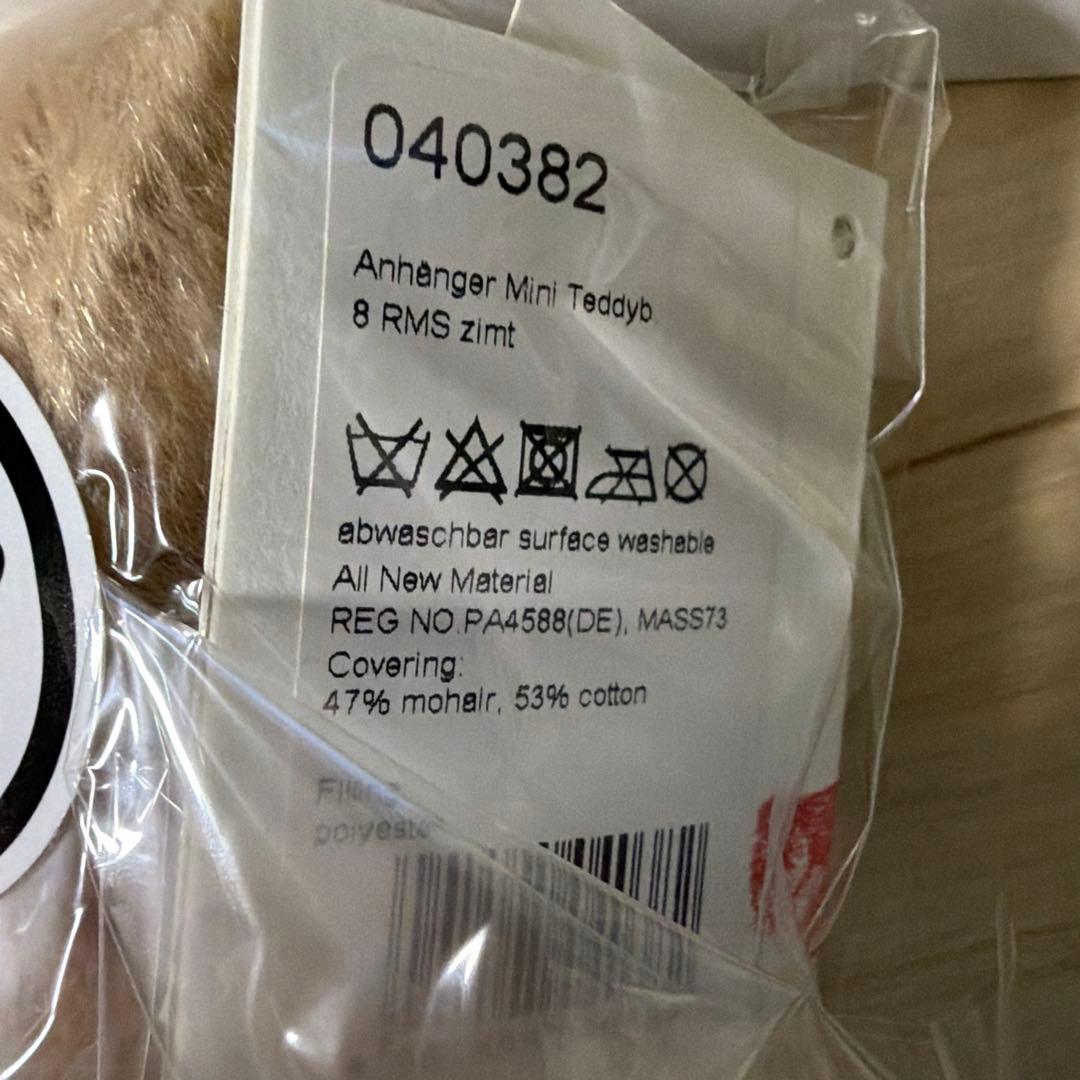 040382
Anhänger Mini Teddyb.
8 RMS zimt
abwaschbar surface washable
All New Material
REG NO.PA4588(DE), MASS73
Covering:
47% mohair, 53% cotton
Filling